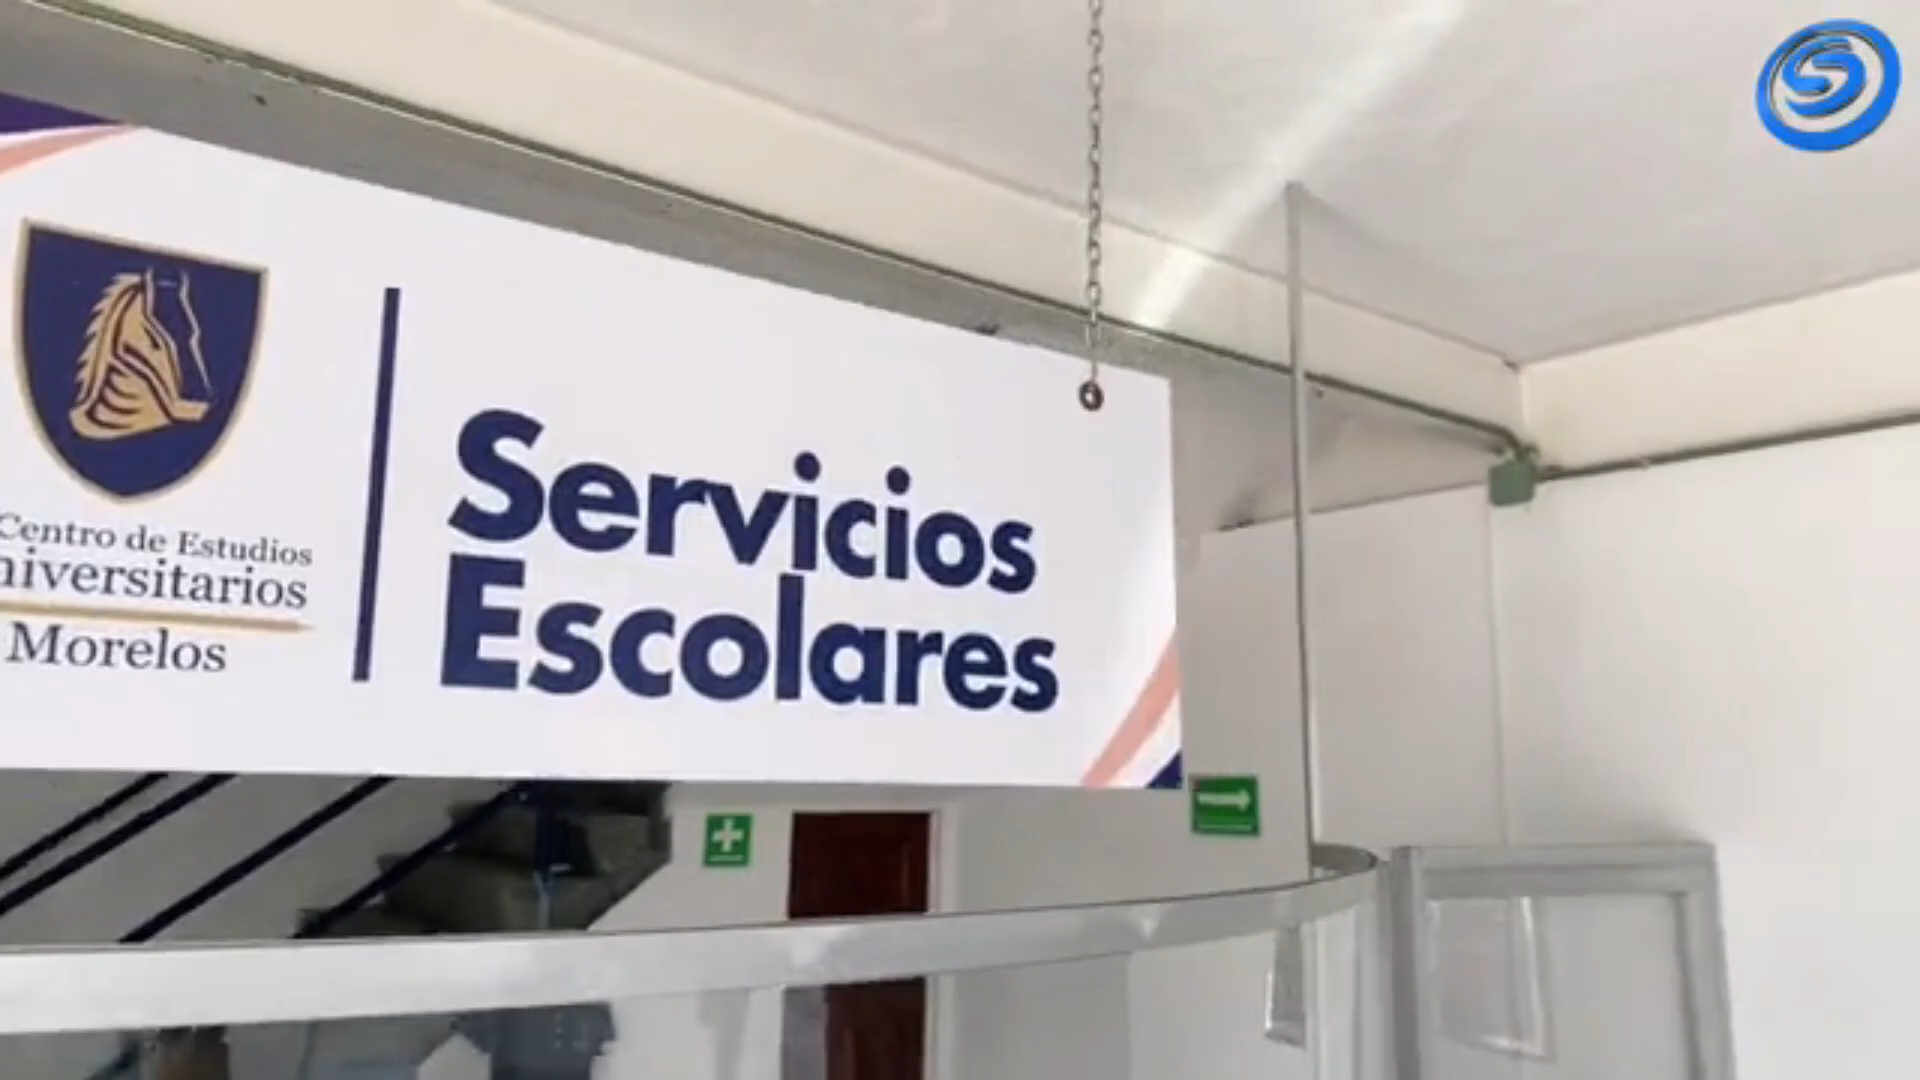 Centro de Estudios
niversitarios
Morelos
Servicios
Escolares